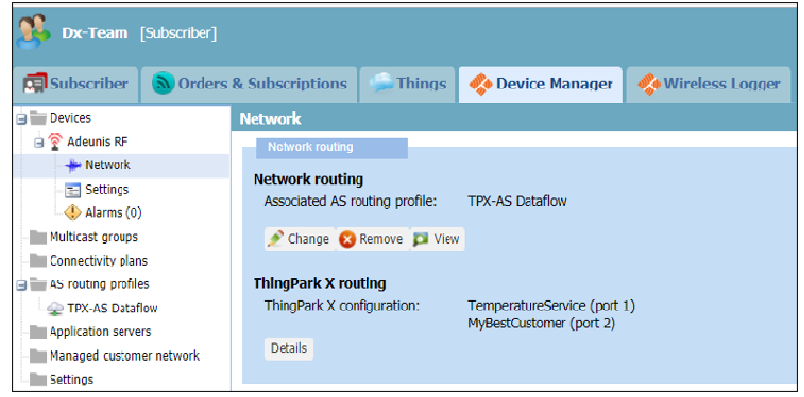 Dx-Team [Subscriber]
Subscriber
Orders & Subscriptions
Things
Device Manager
Wireless Logger
Devices
Adeunis RF
Network
Settings
Alarms (0)
Multicast groups
Connectivity plans
AS routing profiles
TPX-AS Dataflow
Application servers
Managed customer network
Settings
Network
Network routing
Network routing
Associated AS routing profile: TPX-AS Dataflow
Change Remove View
ThingPark X routing
ThingPark X configuration: TemperatureService (port 1)
MyBestCustomer (port 2)
Details